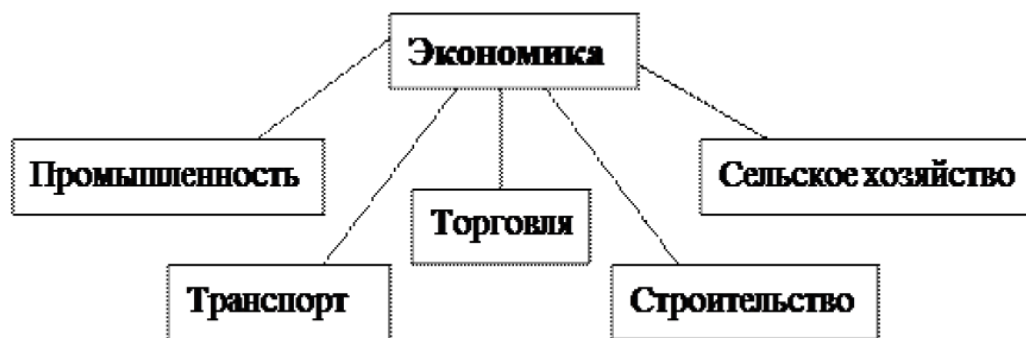 Экономика
Промышленность
Сельское хозяйство
Торговля
Транспорт
Строительство